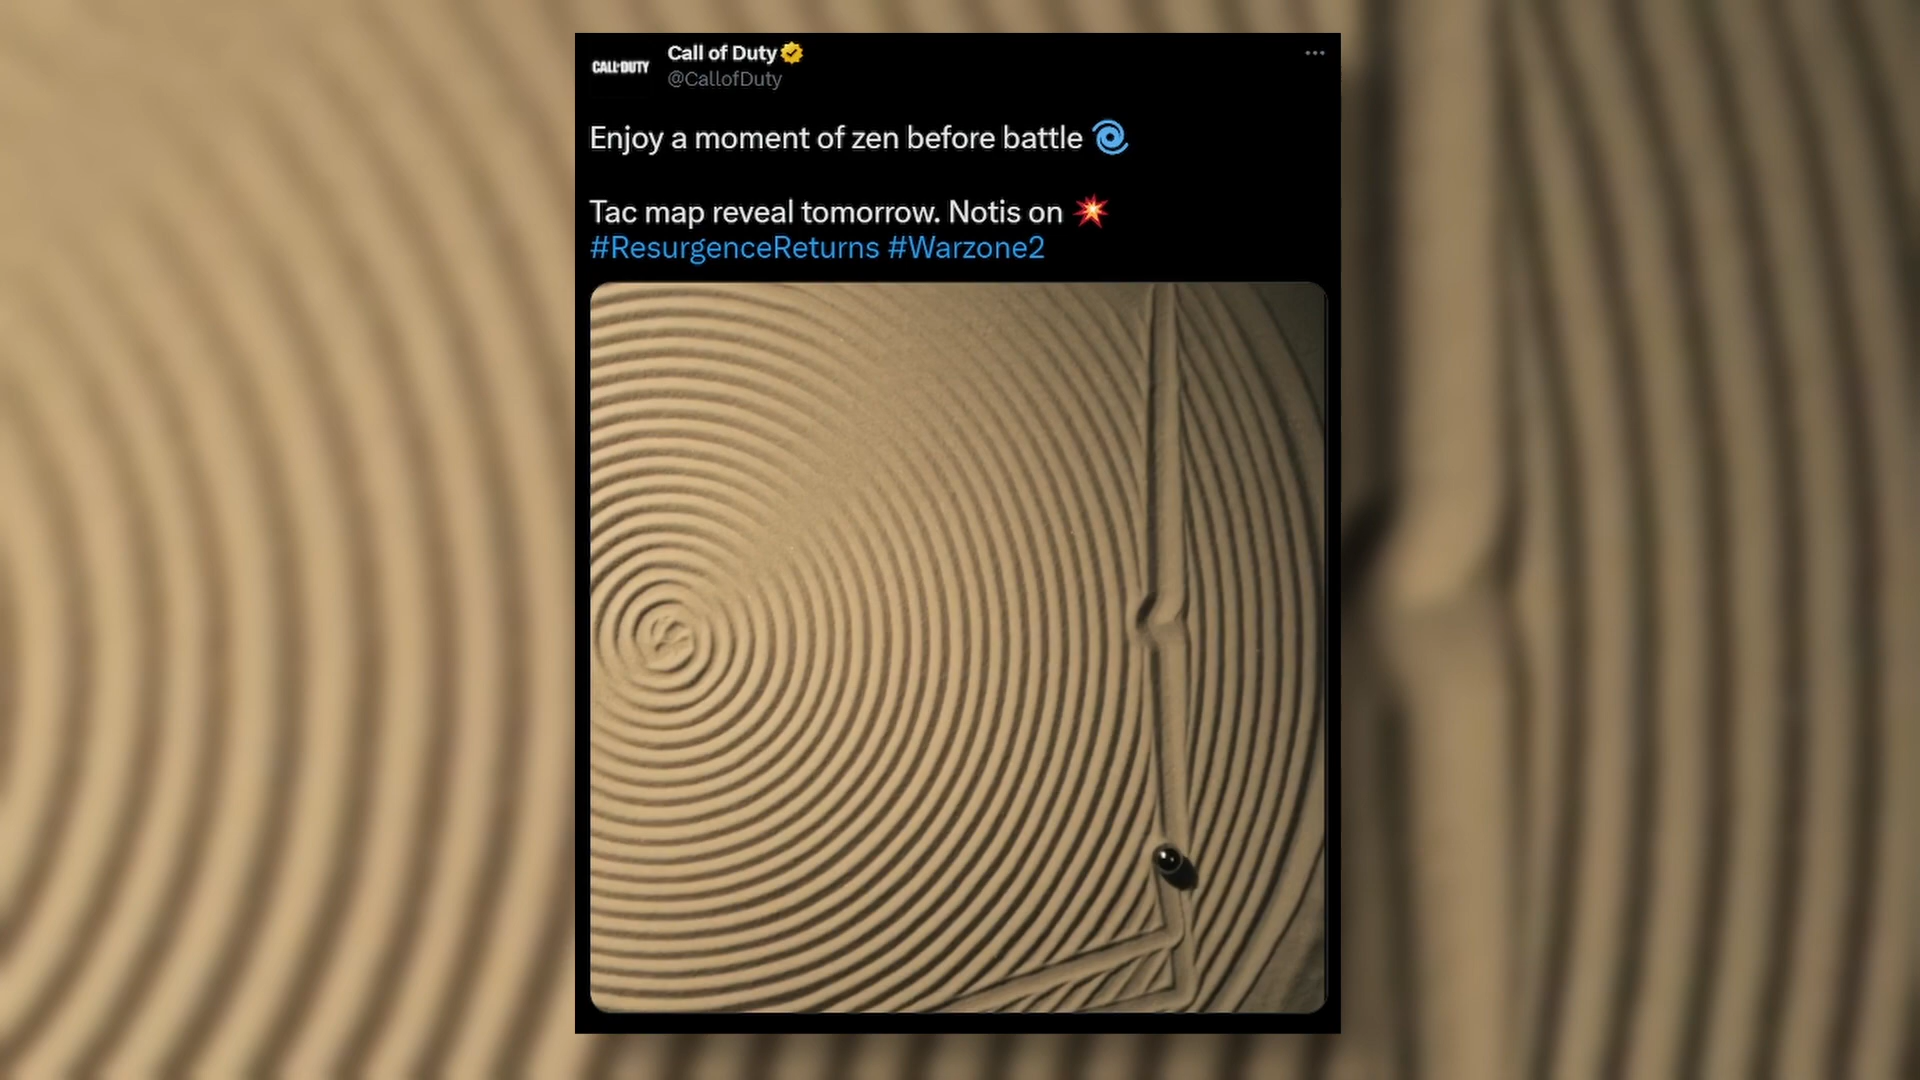 CALL•DUTY
Call of Duty
@CallofDuty
Enjoy a moment of zen before battle 🌀
Tac map reveal tomorrow. Notis on 💥
#ResurgenceReturns #Warzone2